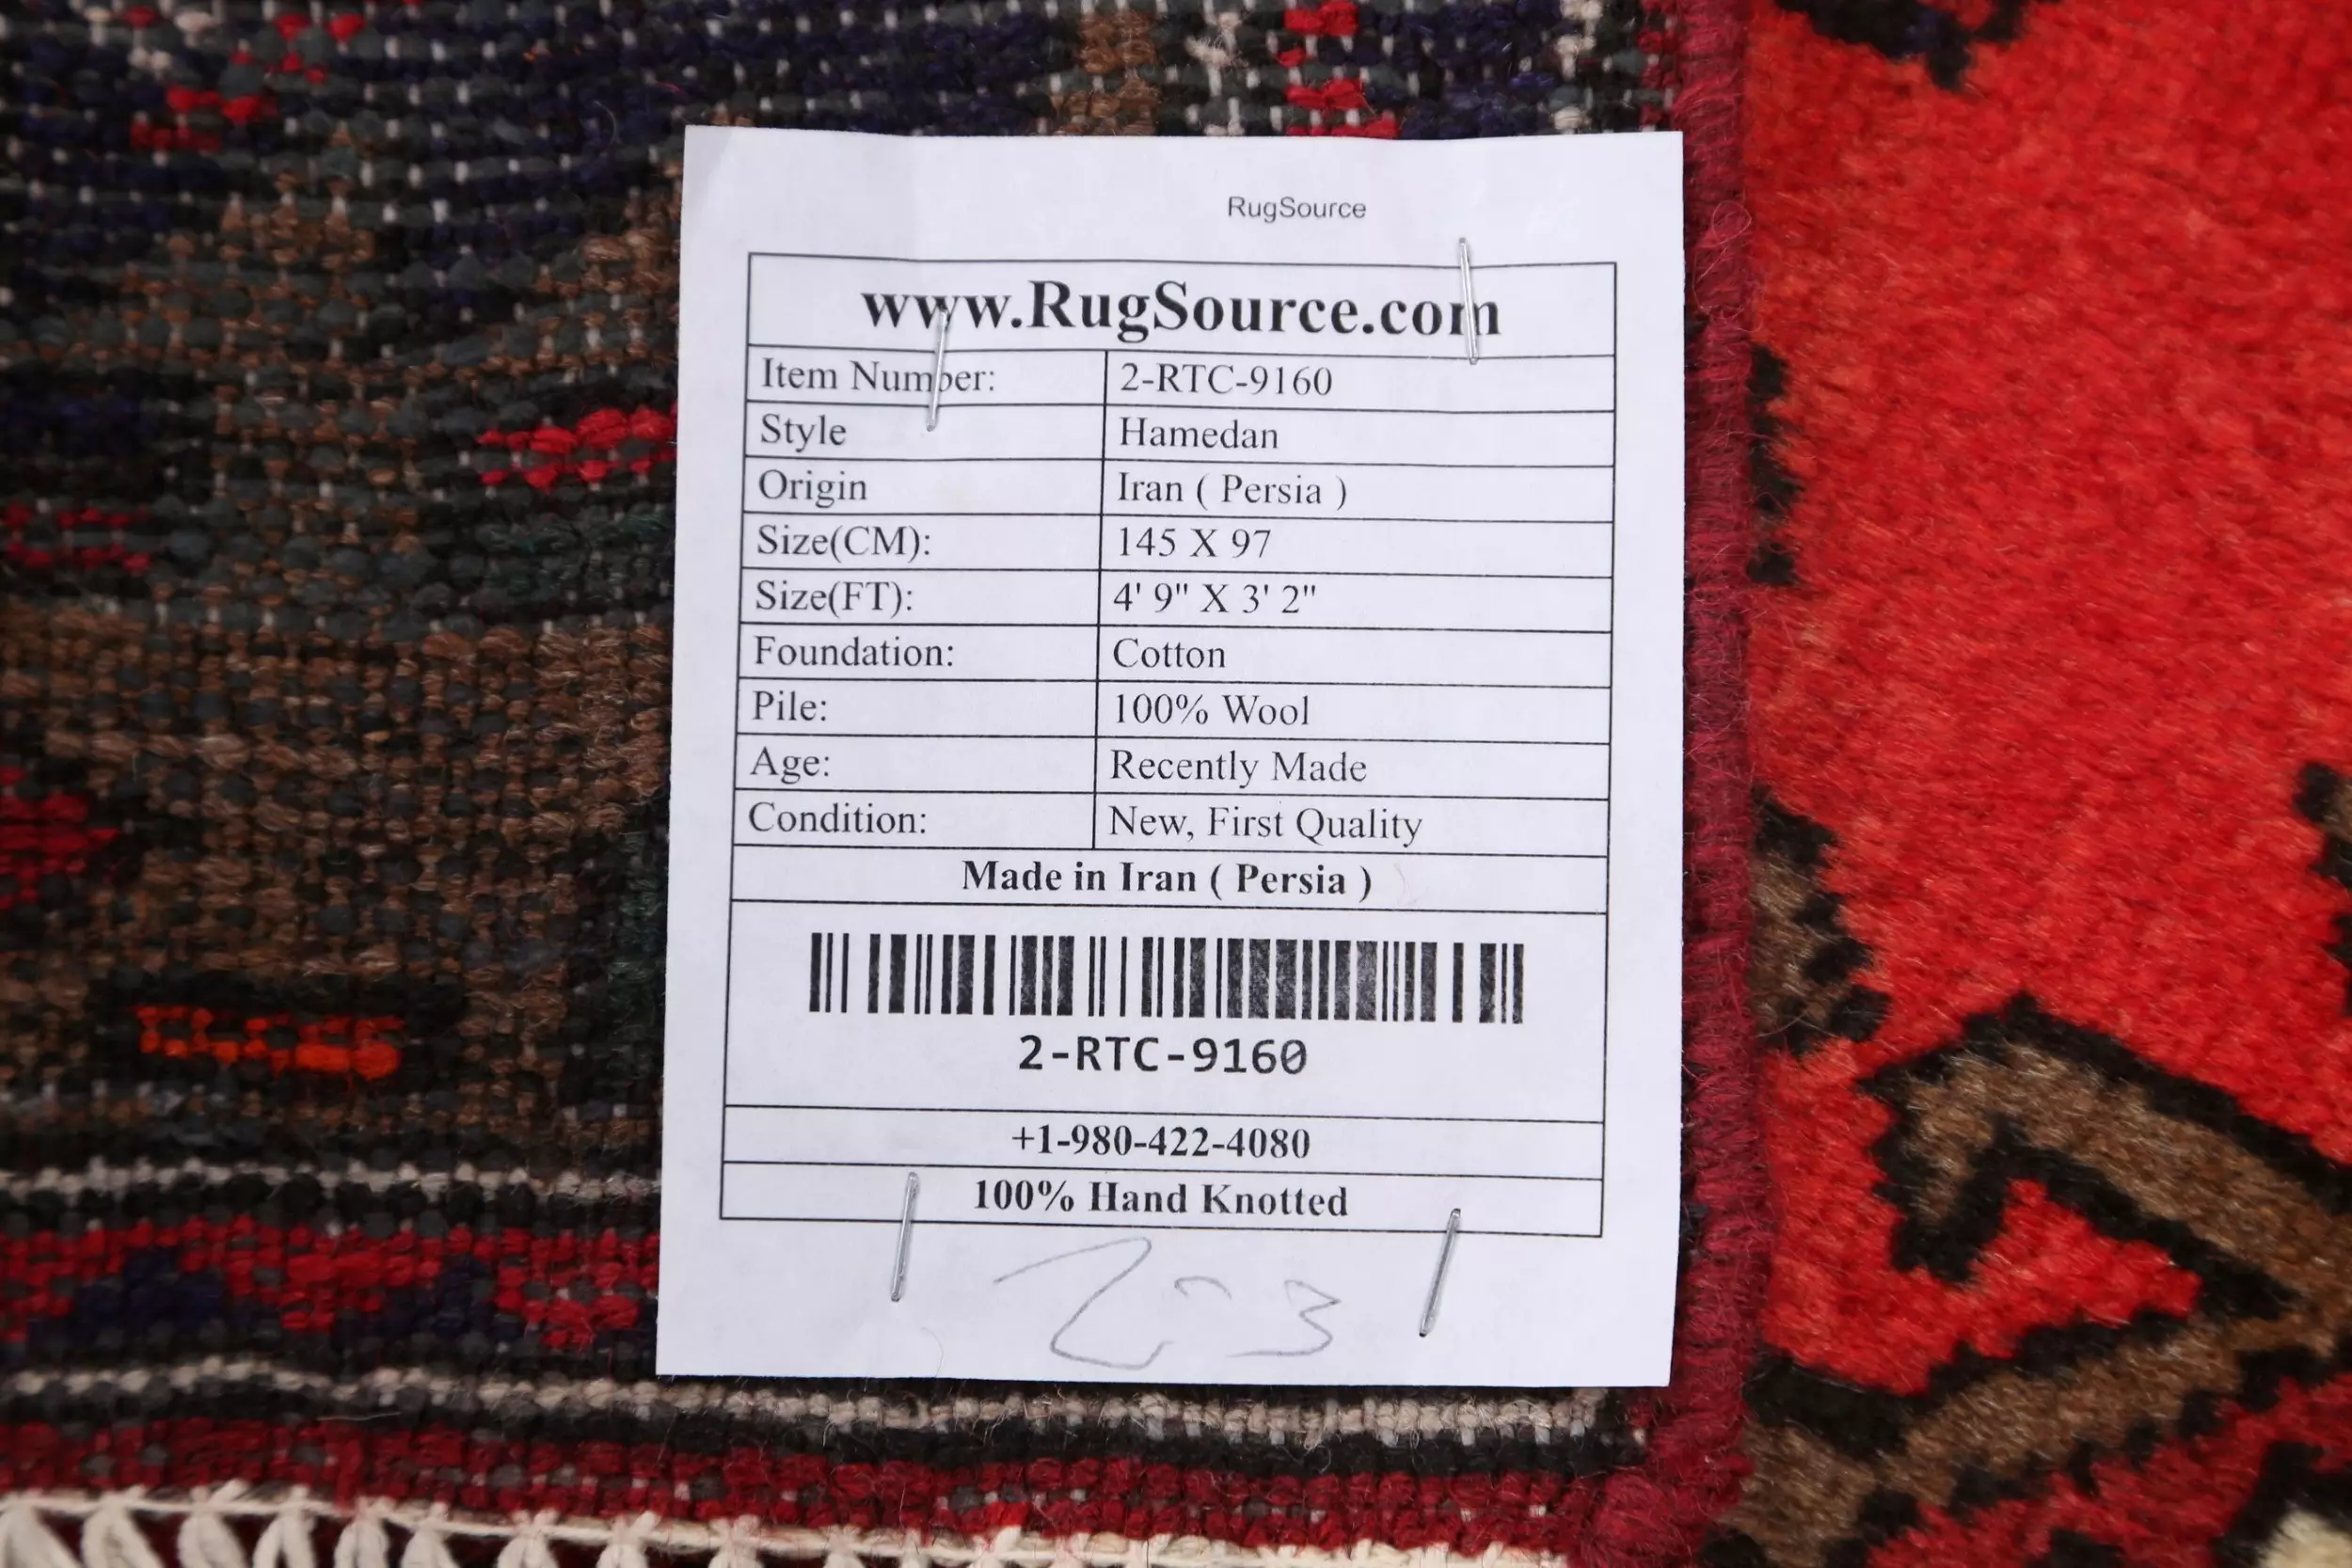 RugSource
www.RugSource.com
Item Number: 2-RTC-9160
Style Hamedan
Origin Iran ( Persia )
Size(CM): 145 X 97
Size(FT): 4' 9" X 3' 2"
Foundation: Cotton
Pile: 100% Wool
Age: Recently Made
Condition: New, First Quality
Made in Iran ( Persia )
2-RTC-9160
+1-980-422-4080
100% Hand Knotted